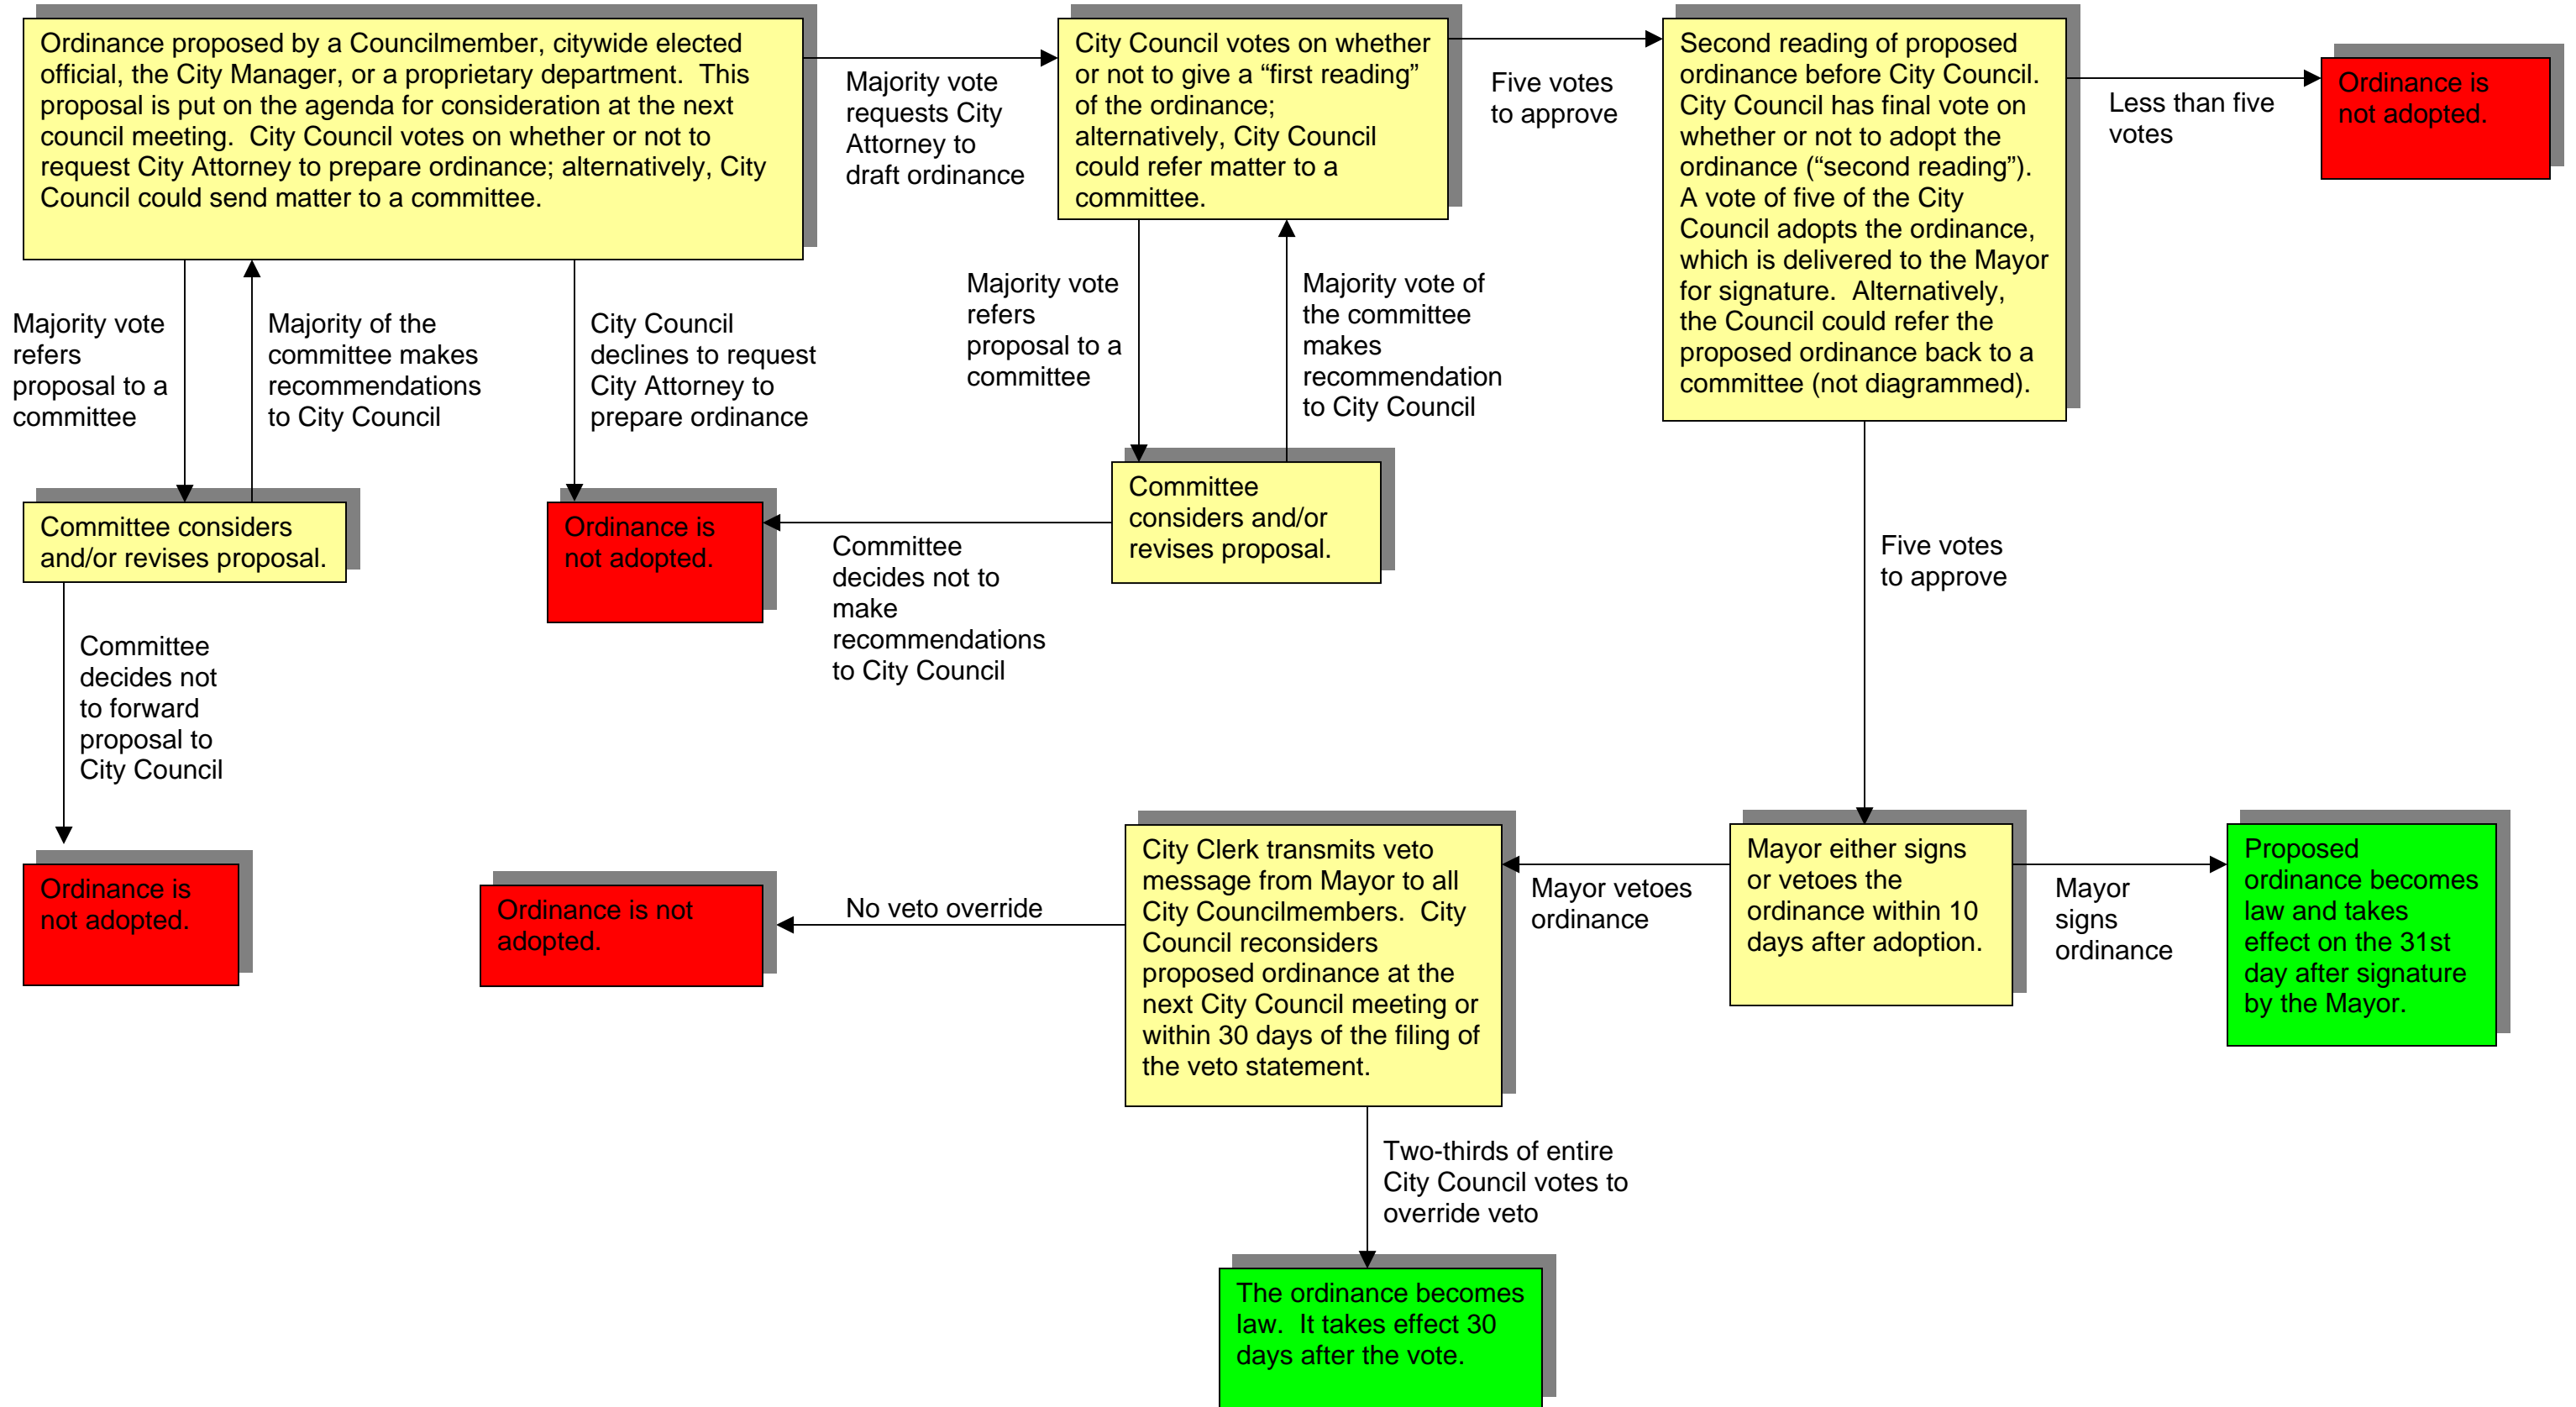 Ordinance proposed by a Councilmember, citywide elected
official, the City Manager, or a proprietary department.  This
proposal is put on the agenda for consideration at the next
council meeting.  City Council votes on whether or not to
request City Attorney to prepare ordinance; alternatively, City
Council could send matter to a committee.
Majority vote
requests City
Attorney to
draft ordinance
City Council votes on whether
or not to give a “first reading”
of the ordinance;
alternatively, City Council
could refer matter to a
committee.
Five votes
to approve
Second reading of proposed
ordinance before City Council.
City Council has final vote on
whether or not to adopt the
ordinance (“second reading”).
A vote of five of the City
Council adopts the ordinance,
which is delivered to the Mayor
for signature.  Alternatively,
the Council could refer the
proposed ordinance back to a
committee (not diagrammed).
Less than five
votes
Ordinance is
not adopted.
Majority vote
refers
proposal to a
committee
Majority of the
committee makes
recommendations
to City Council
City Council
declines to request
City Attorney to
prepare ordinance
Majority vote
refers
proposal to a
committee
Majority vote of
the committee
makes
recommendation
to City Council
Committee considers
and/or revises proposal.
Ordinance is
not adopted.
Committee
decides not to
make
recommendations
to City Council
Committee
considers and/or
revises proposal.
Five votes
to approve
Committee
decides not
to forward
proposal to
City Council
Ordinance is
not adopted.
Ordinance is not
adopted.
No veto override
City Clerk transmits veto
message from Mayor to all
City Councilmembers.  City
Council reconsiders
proposed ordinance at the
next City Council meeting or
within 30 days of the filing of
the veto statement.
Mayor vetoes
ordinance
Mayor either signs
or vetoes the
ordinance within 10
days after adoption.
Mayor
signs
ordinance
Proposed
ordinance becomes
law and takes
effect on the 31st
day after signature
by the Mayor.
Two-thirds of entire
City Council votes to
override veto
The ordinance becomes
law.  It takes effect 30
days after the vote.